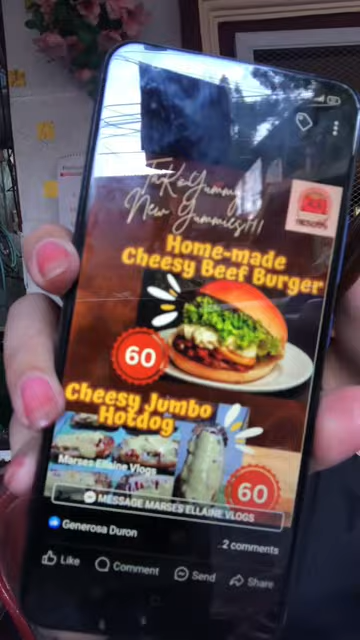 TaKoYummy
New Yummies!!!
Home-made
Cheesy Beef Burger
60
Cheesy Jumbo
Hotdog
60
Marses Ellaine Vlogs
MESSAGE MARSES ELLAINE VLOGS
Generosa Duron
2 comments
Like Comment Send Share